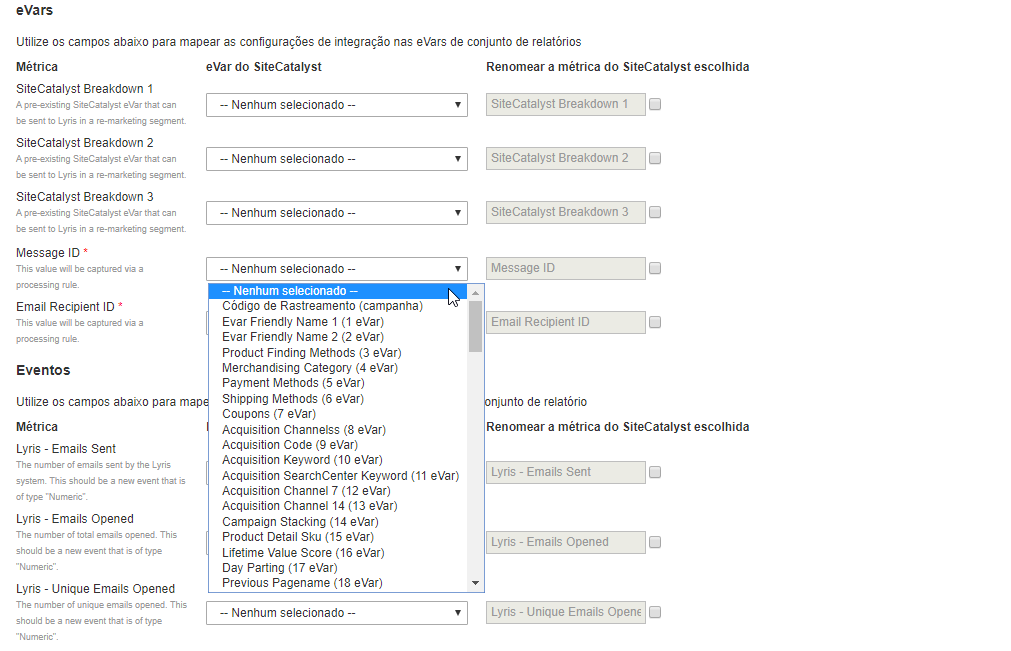 eVars
Utilize os campos abaixo para mapear as configurações de integração nas eVars de conjunto de relatórios
Métrica eVar do SiteCatalyst Renomear a métrica do SiteCatalyst escolhida
SiteCatalyst Breakdown 1
A pre-existing SiteCatalyst eVar that can
be sent to Lyris in a re-marketing segment.
-- Nenhum selecionado -- SiteCatalyst Breakdown 1
SiteCatalyst Breakdown 2
A pre-existing SiteCatalyst eVar that can
be sent to Lyris in a re-marketing segment.
-- Nenhum selecionado -- SiteCatalyst Breakdown 2
SiteCatalyst Breakdown 3
A pre-existing SiteCatalyst eVar that can
be sent to Lyris in a re-marketing segment.
-- Nenhum selecionado -- SiteCatalyst Breakdown 3
Message ID *
This value will be captured via a
processing rule.
-- Nenhum selecionado -- Message ID
-- Nenhum selecionado --
Código de Rastreamento (campanha)
Evar Friendly Name 1 (1 eVar)
Evar Friendly Name 2 (2 eVar)
Product Finding Methods (3 eVar)
Merchandising Category (4 eVar)
Payment Methods (5 eVar)
Shipping Methods (6 eVar)
Coupons (7 eVar)
Acquisition Channelss (8 eVar)
Acquisition Code (9 eVar)
Acquisition Keyword (10 eVar)
Acquisition SearchCenter Keyword (11 eVar)
Acquisition Channel 7 (12 eVar)
Acquisition Channel 14 (13 eVar)
Campaign Stacking (14 eVar)
Product Detail Sku (15 eVar)
Lifetime Value Score (16 eVar)
Day Parting (17 eVar)
Previous Pagename (18 eVar)
Email Recipient ID *
This value will be captured via a
processing rule.
Email Recipient ID
Eventos
Utilize os campos abaixo para mape onjunto de relatório
Métrica Renomear a métrica do SiteCatalyst escolhida
Lyris - Emails Sent
The number of emails sent by the Lyris
system. This should be a new event that is
of type "Numeric".
Lyris - Emails Sent
Lyris - Emails Opened
The number of total emails opened. This
should be a new event that is of type
"Numeric".
Lyris - Emails Opened
Lyris - Unique Emails Opened
The number of unique emails opened. This
should be a new event that is of type
"Numeric".
-- Nenhum selecionado -- Lyris - Unique Emails Opene